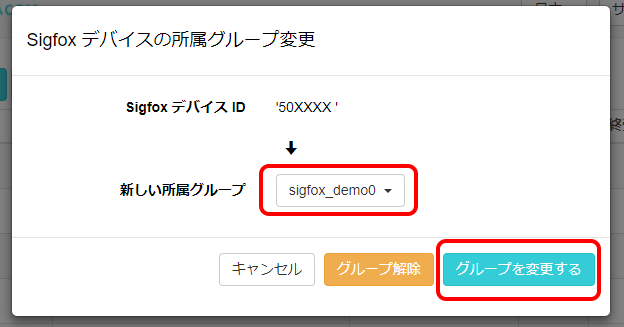 Sigfox デバイスの所属グループ変更
Sigfox デバイス ID '50XXXX '
新しい所属グループ sigfox_demo0
キャンセル グループ解除 グループを変更する